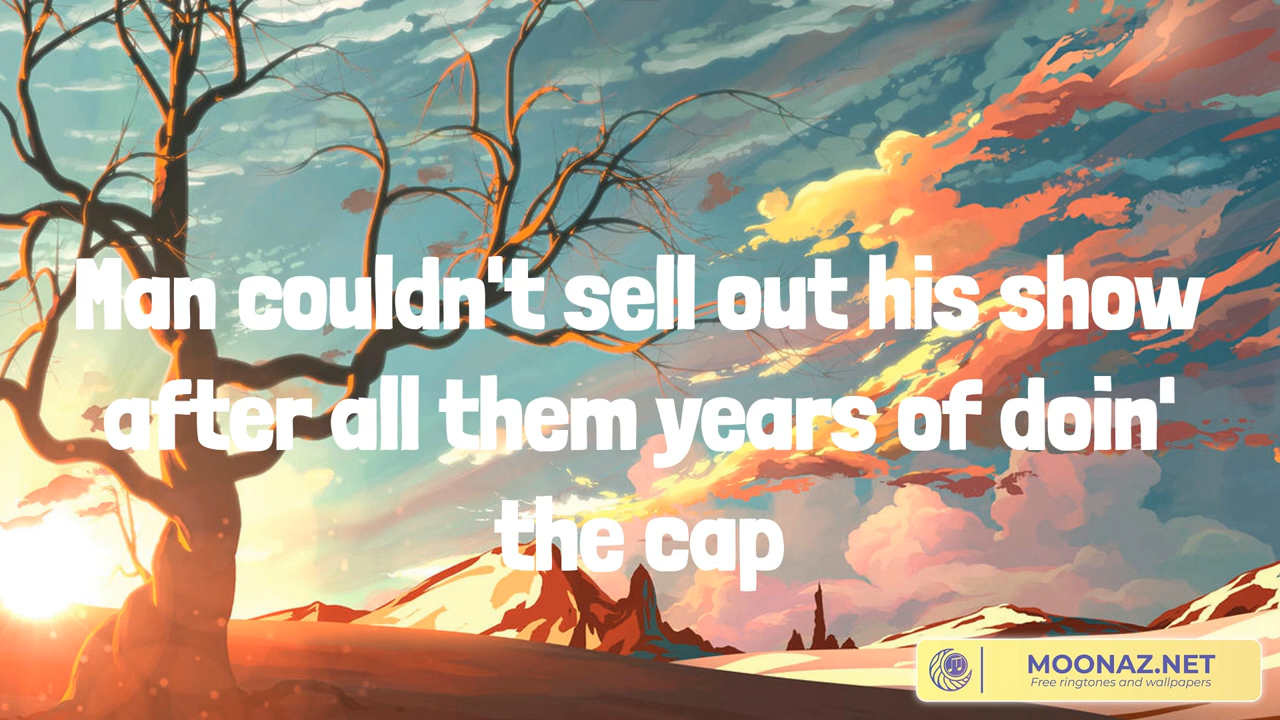 Man couldn't sell out his show
after all them years of doin'
the cap
MOONAZ.NET
Free ringtones and wallpapers